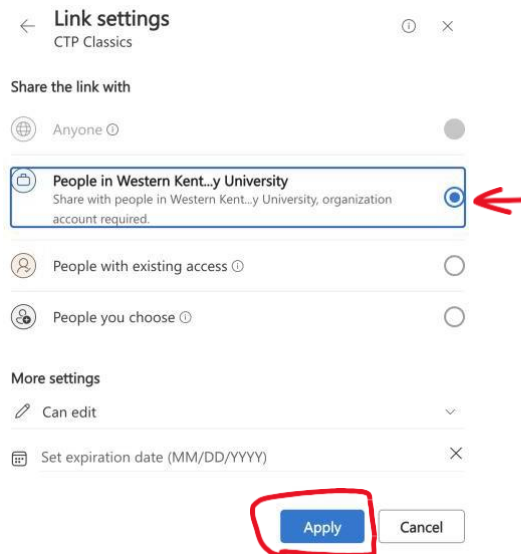 Link settings
CTP Classics
Share the link with
Anyone
People in Western Kent...y University
Share with people in Western Kent...y University, organization
account required.
People with existing access
People you choose
More settings
Can edit
Set expiration date (MM/DD/YYYY)
Apply
Cancel